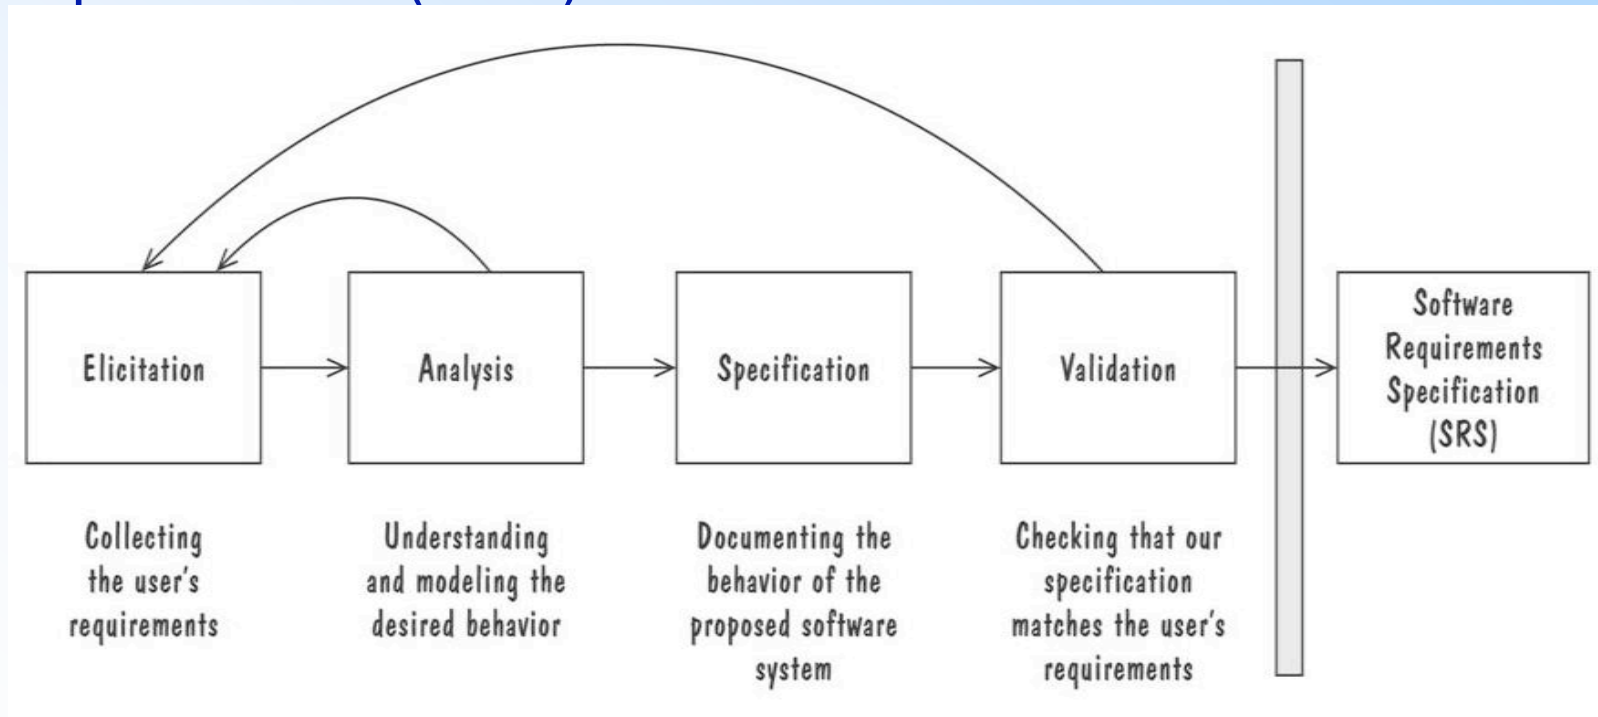 Elicitation
Analysis
Specification
Validation
Software
Requirements
Specification
(SRS)
Collecting
the user's
requirements
Understanding
and modeling the
desired behavior
Documenting the
behavior of the
proposed software
system
Checking that our
specification
matches the user's
requirements